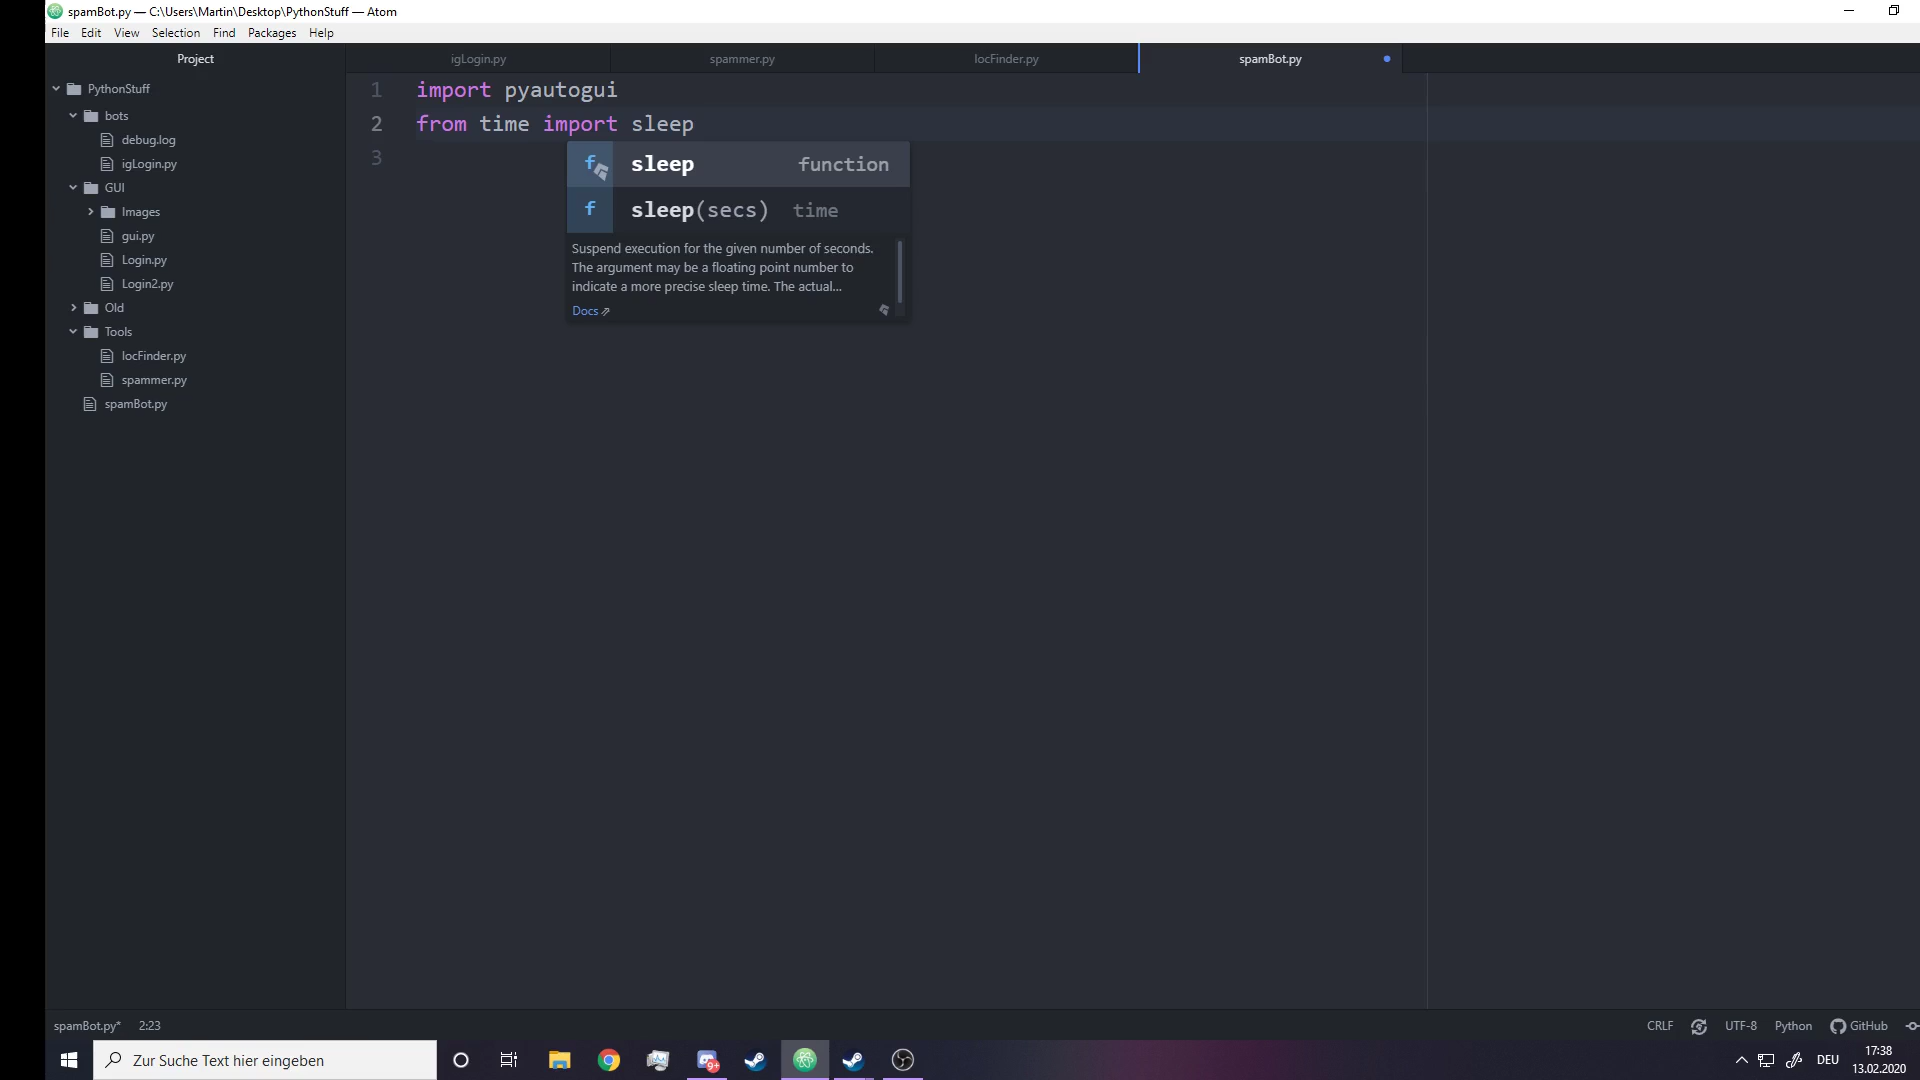 spamBot.py — C:\Users\Martin\Desktop\PythonStuff — Atom
File Edit View Selection Find Packages Help
Project
igLogin.py
spammer.py
locFinder.py
spamBot.py
PythonStuff
bots
debug.log
igLogin.py
GUI
Images
gui.py
Login.py
Login2.py
Old
Tools
locFinder.py
spammer.py
spamBot.py
1 import pyautogui
2 from time import sleep
3
f sleep function
f sleep(secs) time
Suspend execution for the given number of seconds.
The argument may be a floating point number to
indicate a more precise sleep time. The actual...
Docs
spamBot.py* 2:23
CRLF UTF-8 Python GitHub
Zur Suche Text hier eingeben
9+
DEU
17:38
13.02.2020